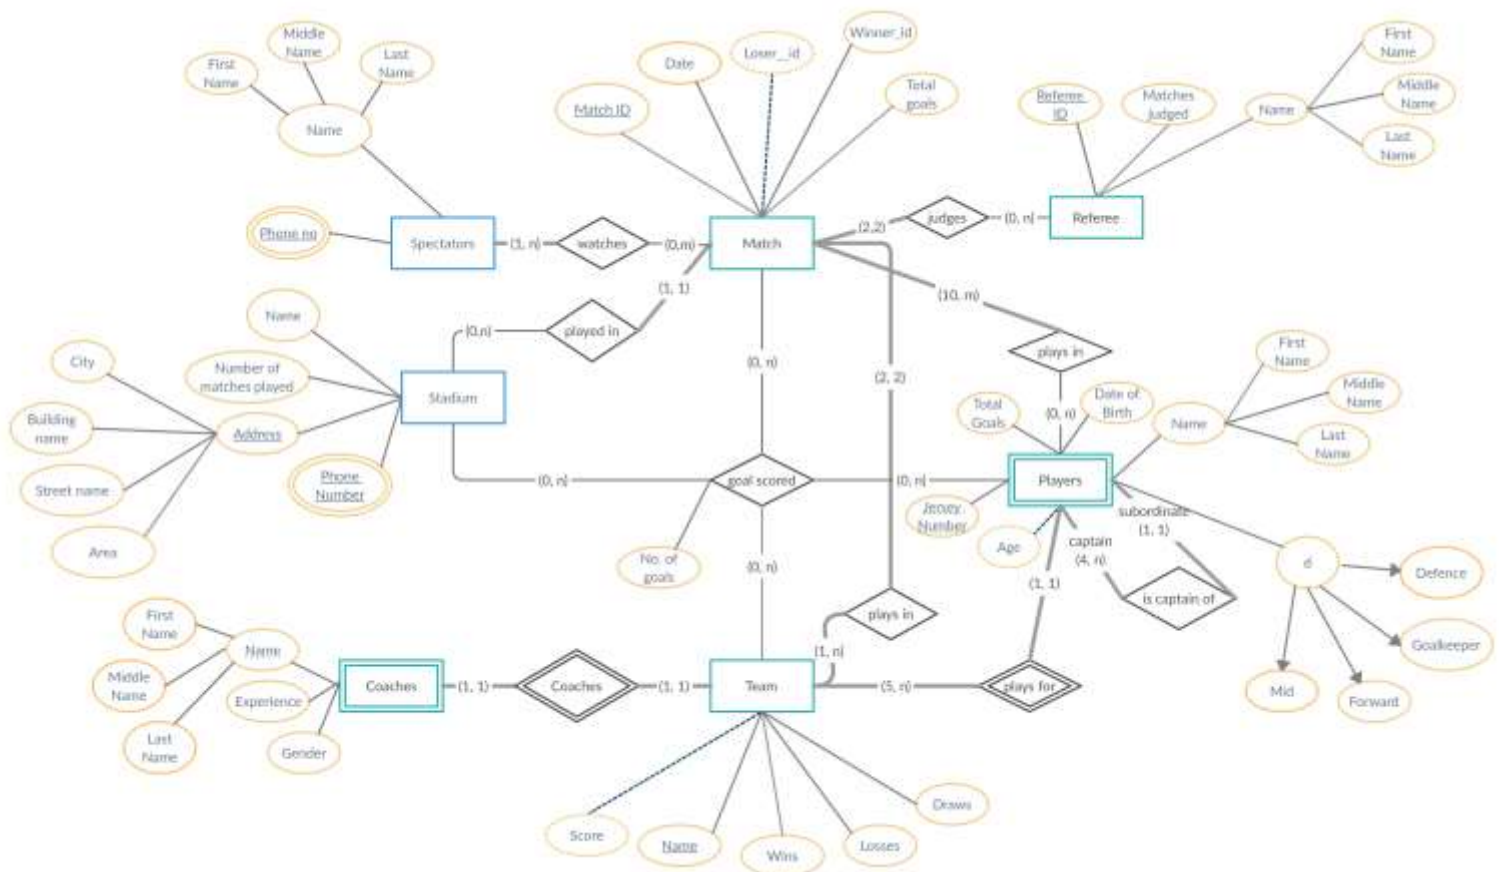 Middle
Name
First
Name
Last
Name
Name
Phone no
Spectators
(1, n)
watches
(0,m)
Match ID
Date
Loser__id
Winner_id
Total
goals
Match
(2,2)
judges
(0, n)
Referee
Referee
ID
Matches
Judged
Name
First
Name
Middle
Name
Last
Name
(1, 1)
played in
(0,n)
(10, m)
plays in
(0, n)
(0, n)
(2, 2)
Name
City
Number of
matches played
Building
name
Address
Street name
Phone
Number
Area
Stadium
(0, n)
goal scored
(0, n)
No. of
goals
(0, n)
Total
Goals
Date of
Birth
Name
First
Name
Middle
Name
Last
Name
Players
Jersey
Number
Age
captain
(4, n)
subordinate
(1, 1)
is captain of
(1, 1)
d
Defence
Goalkeeper
Forward
Mid
plays in
(1, n)
First
Name
Name
Middle
Name
Experience
Last
Name
Gender
Coaches
(1, 1)
Coaches
(1, 1)
Team
(5, n)
plays for
Score
Name
Wins
Losses
Draws